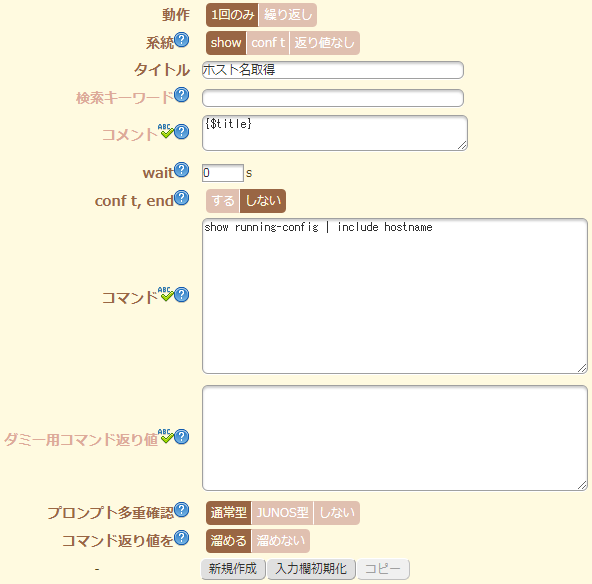 動作 1回のみ 繰り返し
系統 show conf t 返り値なし
タイトル ホスト名取得
検索キーワード
コメント ABC {$title}
wait 0 s
conf t, end する しない
コマンド ABC show running-config | include hostname
ダミー用コマンド返り値 ABC
プロンプト多重確認 通常型 JUNOS型 しない
コマンド返り値を 溜める 溜めない
- 新規作成 入力欄初期化 コピー